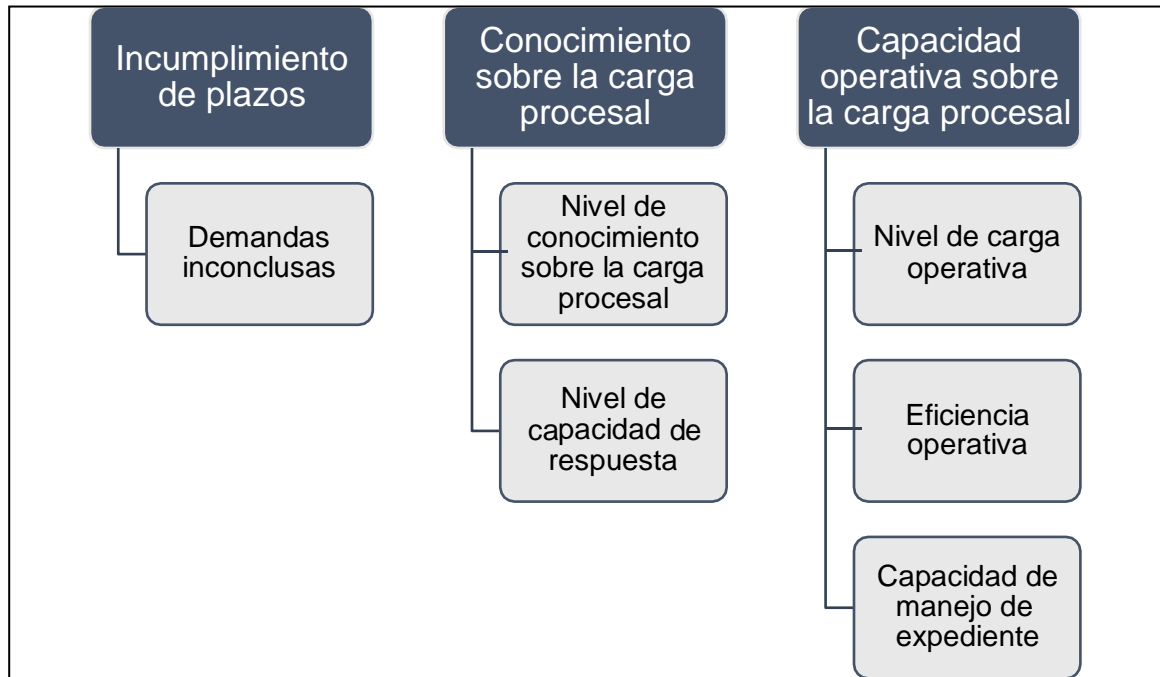 Incumplimiento
de plazos
Demandas
inconclusas
Conocimiento
sobre la carga
procesal
Nivel de
conocimiento
sobre la carga
procesal
Nivel de
capacidad de
respuesta
Capacidad
operativa sobre
la carga procesal
Nivel de carga
operativa
Eficiencia
operativa
Capacidad de
manejo de
expediente